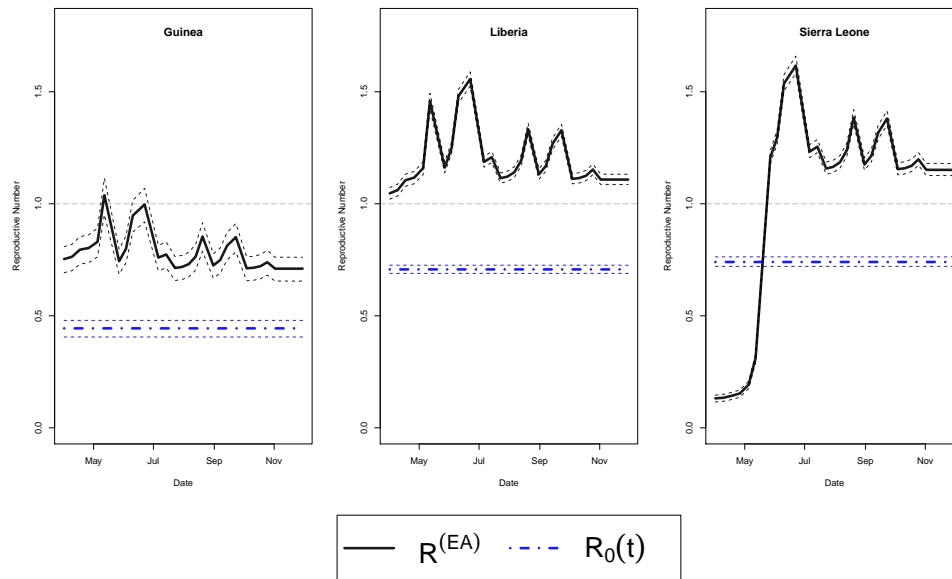 Guinea
Reproductive Number
0.0
0.5
1.0
1.5
May
Jul
Sep
Nov
Date
Liberia
Reproductive Number
0.0
0.5
1.0
1.5
May
Jul
Sep
Nov
Date
Sierra Leone
Reproductive Number
0.0
0.5
1.0
1.5
May
Jul
Sep
Nov
Date
R^(EA)
R₀(t)